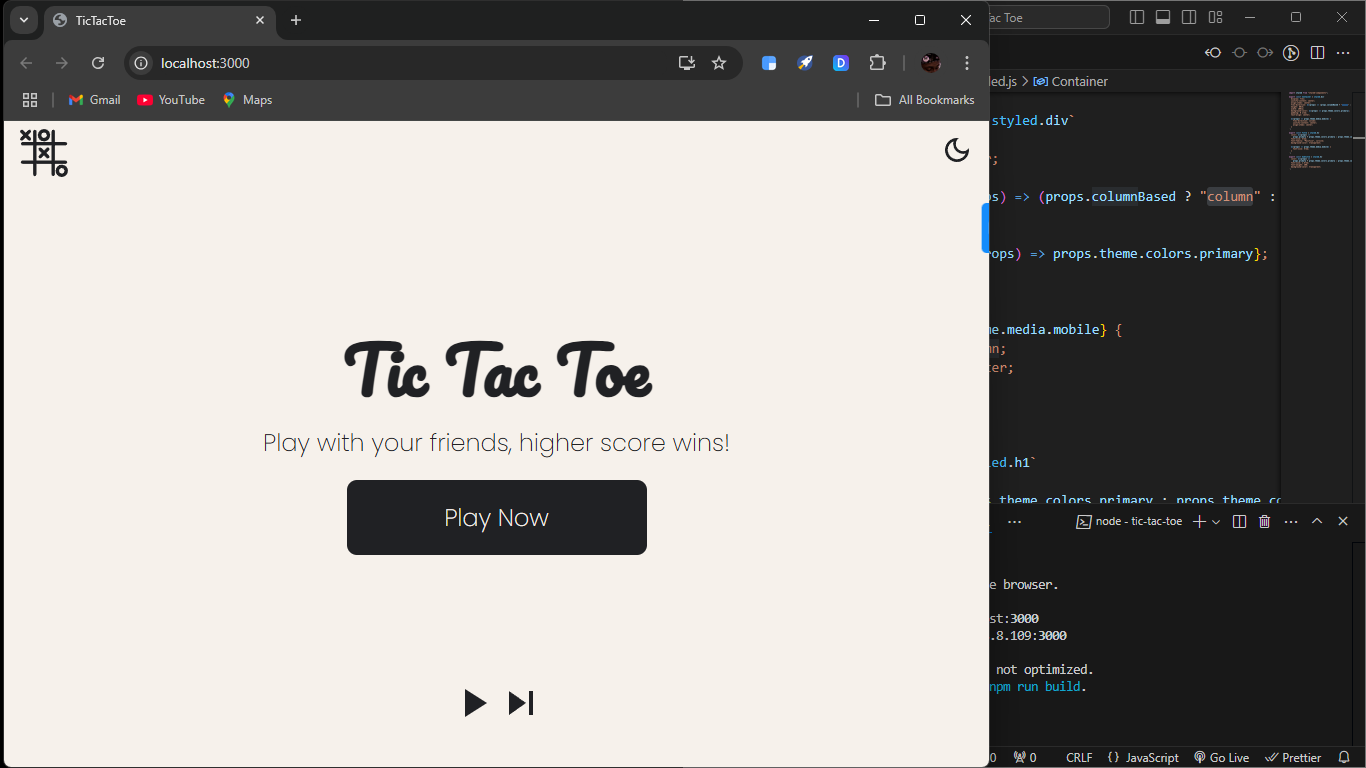 TicTacToe
ac Toe
localhost:3000
D
Gmail
YouTube
Maps
All Bookmarks
led.js > Container
styled.div`
;
ps) => (props.columnBased ? "column" :
rops) => props.theme.colors.primary};
me.media.mobile} {
n;
ter;
led.h1`
s.theme.colors.primary : props.theme.co
Tic Tac Toe
Play with your friends, higher score wins!
Play Now
node - tic-tac-toe
e browser.
st:3000
.8.109:3000
not optimized.
npm run build.
0
0
CRLF
{ } JavaScript
Go Live
Prettier